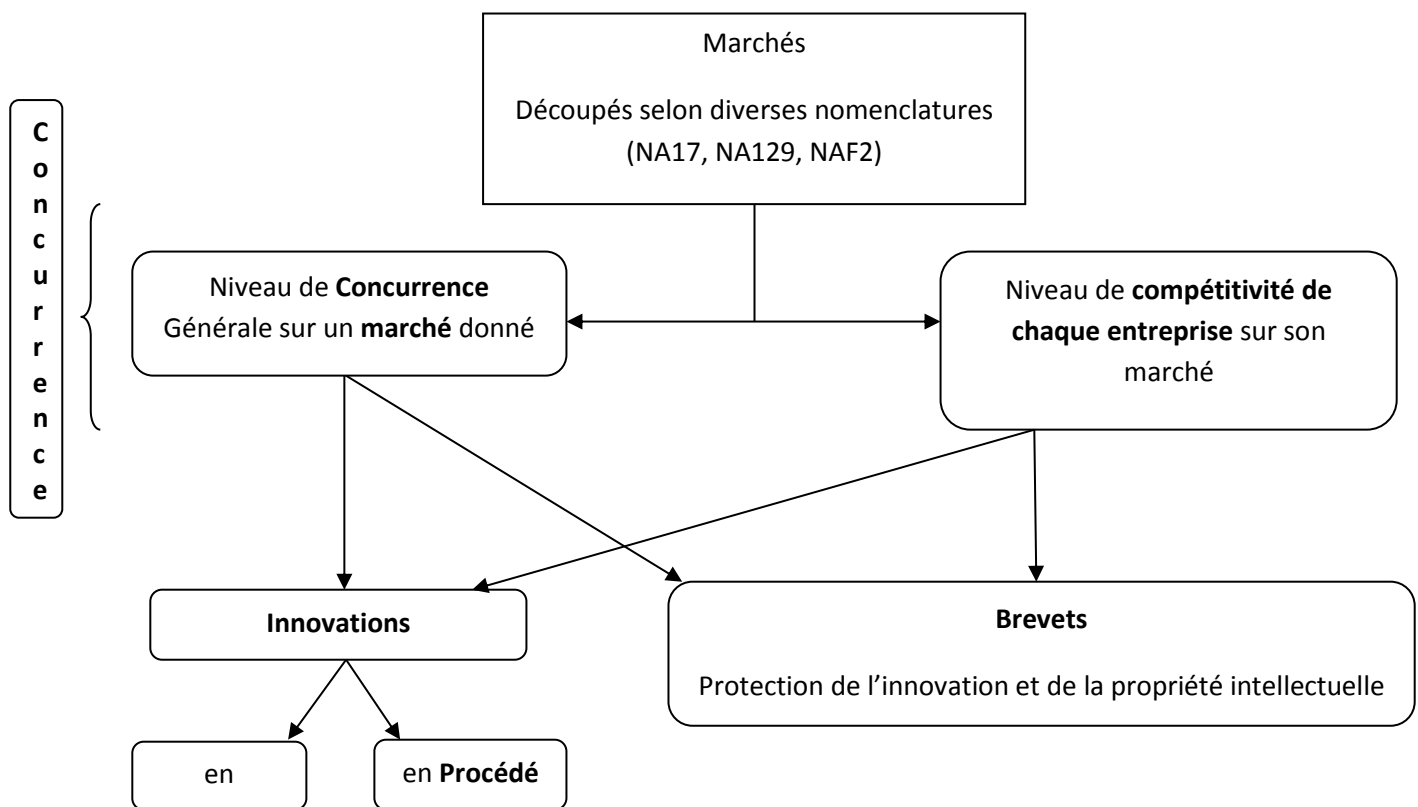 Marchés
Découpés selon diverses nomenclatures
(NA17, NA129, NAF2)
Concurrence
Niveau de Concurrence
Générale sur un marché donné
Niveau de compétitivité de
chaque entreprise sur son
marché
Innovations
Brevets
Protection de l'innovation et de la propriété intellectuelle
en
en Procédé